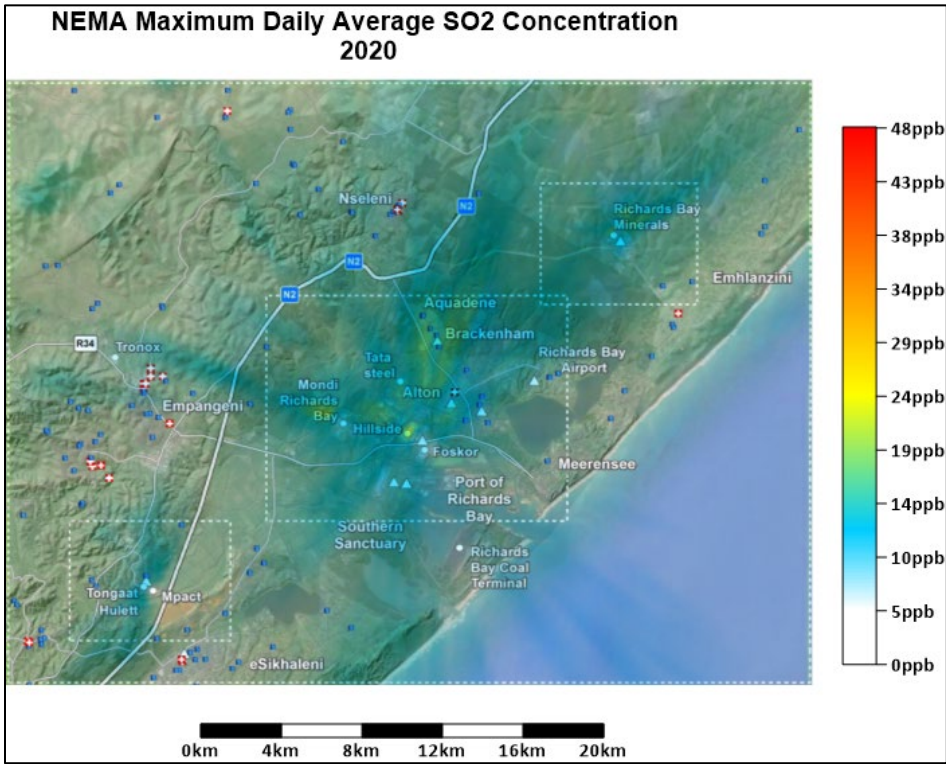 NEMA Maximum Daily Average SO2 Concentration
2020
Nseleni
N2
Richards Bay
Minerals
N2
Emhlanzini
N2
Aquadene
Brackenham
R34
Tronox
Tata
steel
Richards Bay
Airport
Mondi
Richards
Bay
Alton
Empangeni
Hillside
Foskor
Meerensee
Port of
Richards
Bay
Southern
Sanctuary
Richards
Bay Coal
Terminal
Tongaat
Hulett
Mpact
eSikhaleni
48ppb
43ppb
38ppb
34ppb
29ppb
24ppb
19ppb
14ppb
10ppb
5ppb
0ppb
0km 4km 8km 12km 16km 20km